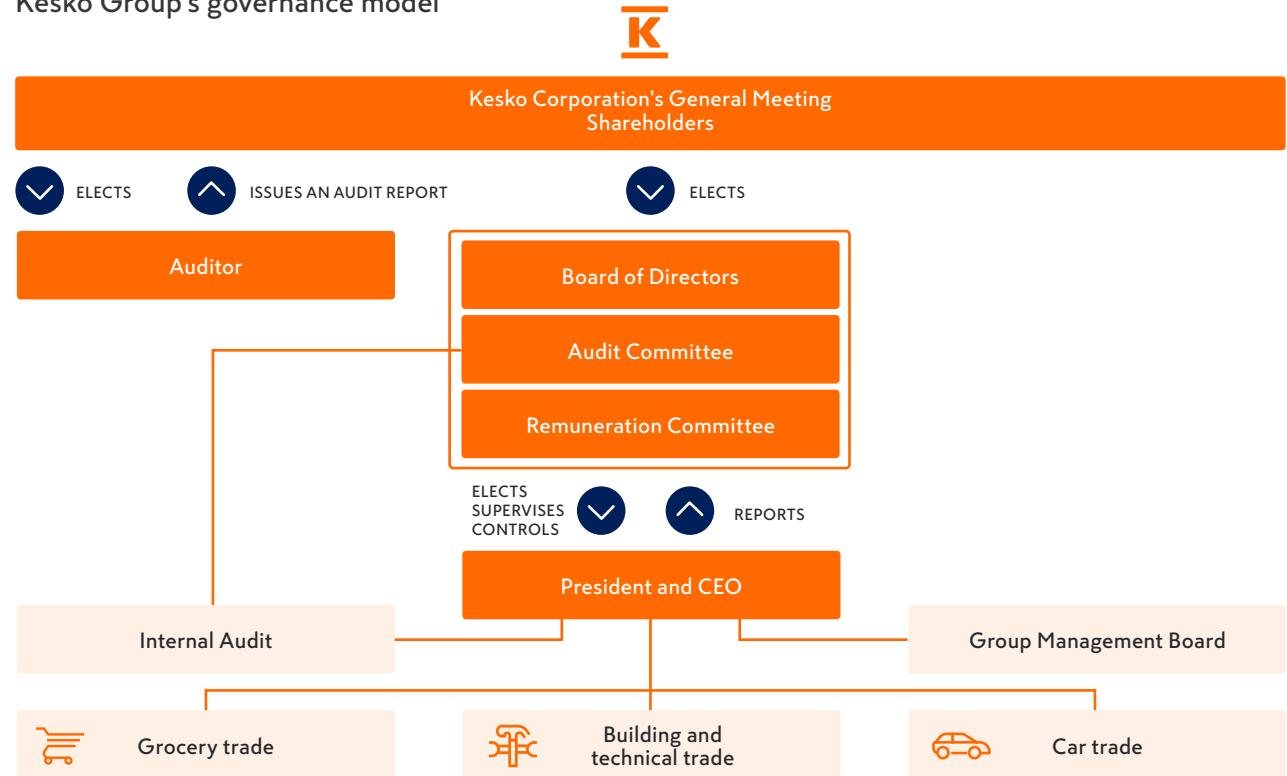 Kesko Group's governance model
K
Kesko Corporation's General Meeting
Shareholders
ELECTS
ISSUES AN AUDIT REPORT
ELECTS
Auditor
Board of Directors
Audit Committee
Remuneration Committee
ELECTS
SUPERVISES
CONTROLS
REPORTS
President and CEO
Internal Audit
Group Management Board
Grocery trade
Building and
technical trade
Car trade